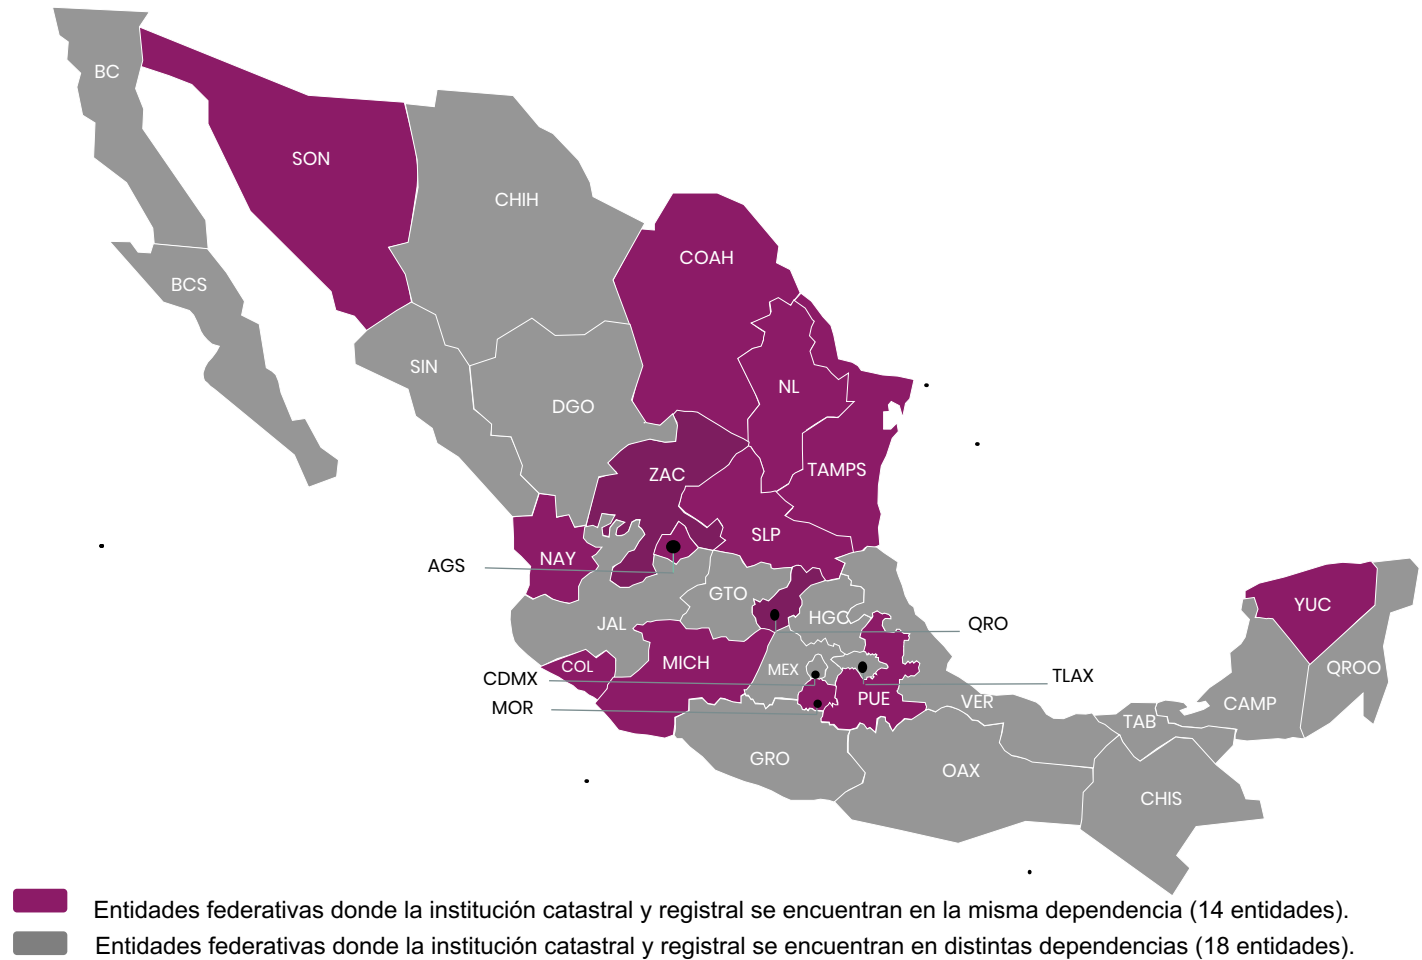 BC
SON
CHIH
COAH
BCS
SIN
NL
DGO
ZAC
TAMPS
SLP
NAY
AGS
GTO
YUC
HGO
JAL
QRO
COL
MICH
MEX
QROO
CDMX
TLAX
MOR
PUE
VER
CAMP
TAB
GRO
OAX
CHIS
Entidades federativas donde la institución catastral y registral se encuentran en la misma dependencia (14 entidades).
Entidades federativas donde la institución catastral y registral se encuentran en distintas dependencias (18 entidades).